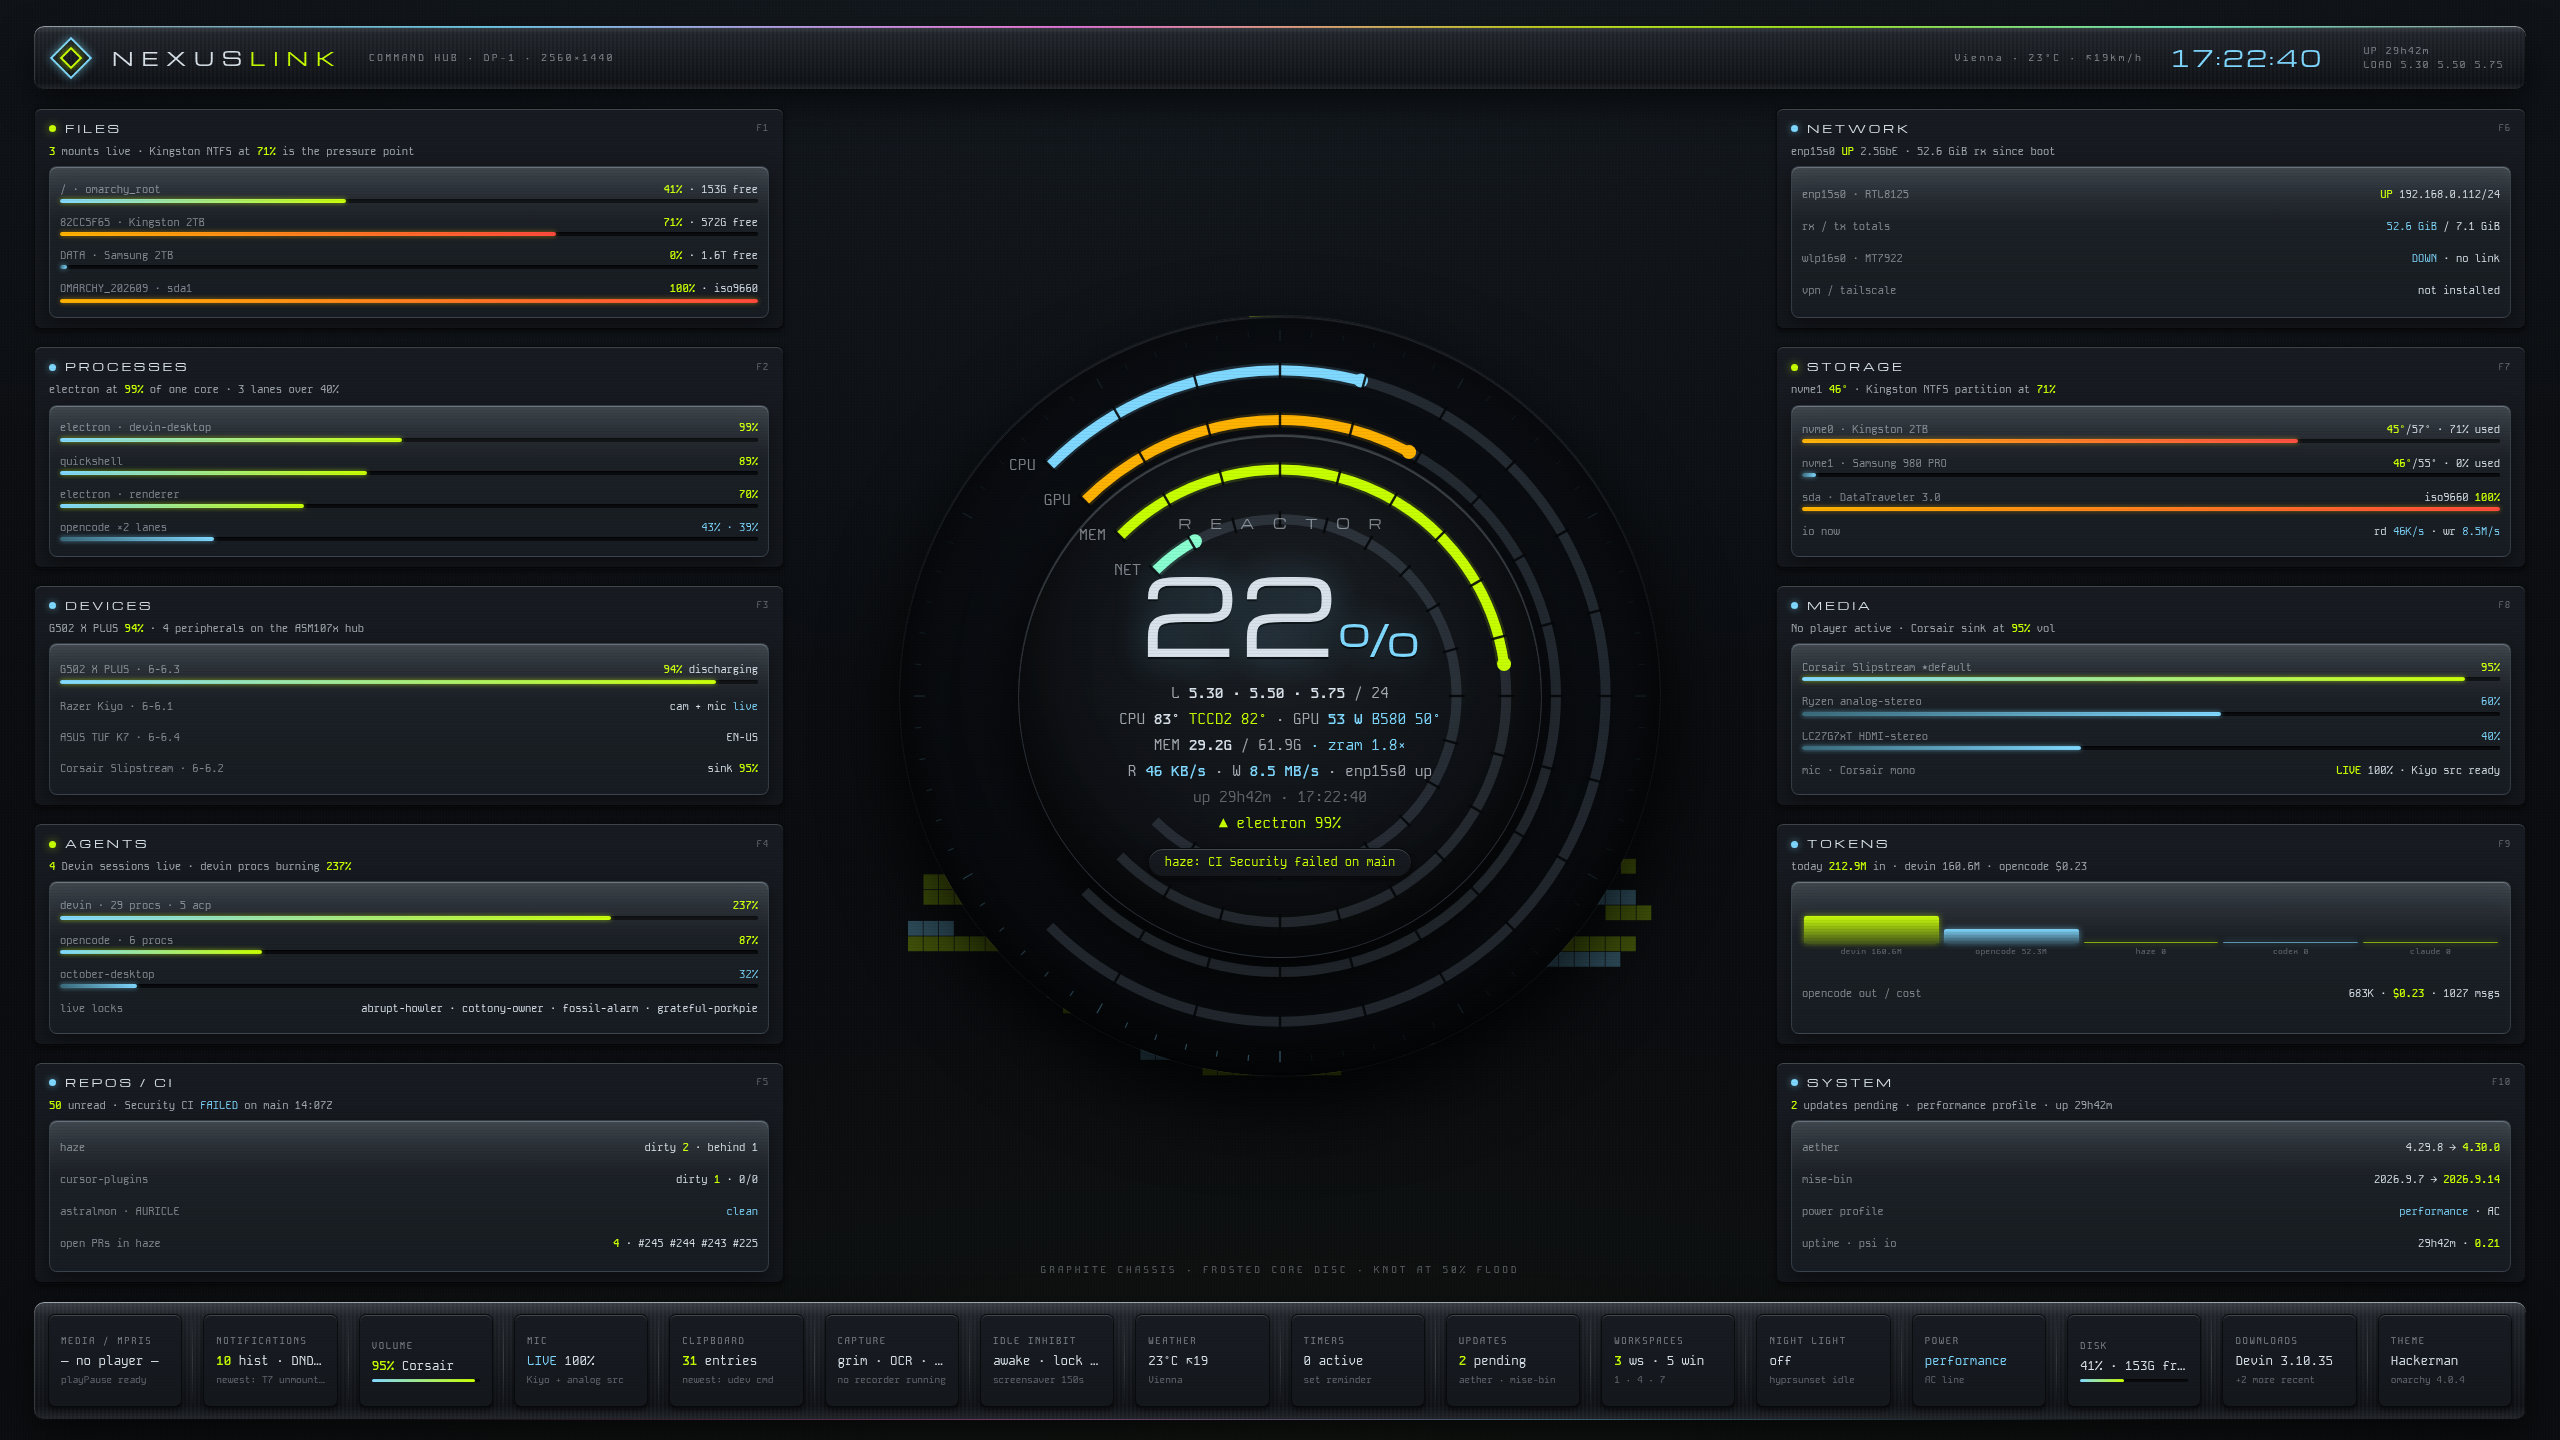 NEXUSLINK
COMMAND HUB · DP-1 · 2560×1440
Vienna · 23°C · ↖19km/h
17:22:40
UP 29h42m
LOAD 5.30 5.50 5.75
FILES
F1
3 mounts live · Kingston NTFS at 71% is the pressure point
/ · omarchy_root
41% · 153G free
82CC5F65 · Kingston 2TB
71% · 572G free
DATA · Samsung 2TB
0% · 1.6T free
OMARCHY_202609 · sda1
100% · iso9660
PROCESSES
F2
electron at 99% of one core · 3 lanes over 40%
electron · devin-desktop
99%
quickshell
89%
electron · renderer
70%
opencode ×2 lanes
43% · 39%
DEVICES
F3
G502 X PLUS 94% · 4 peripherals on the ASM107x hub
G502 X PLUS · 6-6.3
94% discharging
Razer Kiyo · 6-6.1
cam + mic live
ASUS TUF K7 · 6-6.4
EN-US
Corsair Slipstream · 6-6.2
sink 95%
AGENTS
F4
4 Devin sessions live · devin procs burning 237%
devin · 29 procs · 5 acp
237%
opencode · 6 procs
87%
october-desktop
32%
live locks
abrupt-howler · cottony-owner · fossil-alarm · grateful-porkpie
REPOS / CI
F5
50 unread · Security CI FAILED on main 14:07Z
haze
dirty 2 · behind 1
cursor-plugins
dirty 1 · 0/0
astralmon · AURICLE
clean
open PRs in haze
4 · #245 #244 #243 #225
CPU
GPU
MEM
NET
REACTOR
22%
L 5.30 · 5.50 · 5.75 / 24
CPU 83° TCCD2 82° · GPU 53 W B580 50°
MEM 29.2G / 61.9G · zram 1.8×
R 46 KB/s · W 8.5 MB/s · enp15s0 up
up 29h42m · 17:22:40
▲ electron 99%
haze: CI Security failed on main
GRAPHITE CHASSIS · FROSTED CORE DISC · KNOT AT 50% FLOOD
NETWORK
F6
enp15s0 UP 2.5GbE · 52.6 GiB rx since boot
enp15s0 · RTL8125
UP 192.168.0.112/24
rx / tx totals
52.6 GiB / 7.1 GiB
wlp16s0 · MT7922
DOWN · no link
vpn / tailscale
not installed
STORAGE
F7
nvme1 46° · Kingston NTFS partition at 71%
nvme0 · Kingston 2TB
45°/57° · 71% used
nvme1 · Samsung 980 PRO
46°/55° · 0% used
sda · DataTraveler 3.0
iso9660 100%
io now
rd 46K/s · wr 8.5M/s
MEDIA
F8
No player active · Corsair sink at 95% vol
Corsair Slipstream *default
95%
Ryzen analog-stereo
60%
LC27G7xT HDMI-stereo
40%
mic · Corsair mono
LIVE 100% · Kiyo src ready
TOKENS
F9
today 212.9M in · devin 160.6M · opencode $0.23
devin 160.6M
opencode 52.3M
haze 0
codex 0
claude 0
opencode out / cost
683K · $0.23 · 1027 msgs
SYSTEM
F10
2 updates pending · performance profile · up 29h42m
aether
4.29.8 → 4.30.0
mise-bin
2026.9.7 → 2026.9.14
power profile
performance · AC
uptime · psi io
29h42m · 0.21
MEDIA / MPRIS
— no player —
playPause ready
NOTIFICATIONS
10 hist · DND…
newest: T7 unmount…
VOLUME
95% Corsair
MIC
LIVE 100%
Kiyo + analog src
CLIPBOARD
31 entries
newest: udev cmd
CAPTURE
grim · OCR · …
no recorder running
IDLE INHIBIT
awake · lock …
screensaver 150s
WEATHER
23°C ↖19
Vienna
TIMERS
0 active
set reminder
UPDATES
2 pending
aether · mise-bin
WORKSPACES
3 ws · 5 win
1 · 4 · 7
NIGHT LIGHT
off
hyprsunset idle
POWER
performance
AC line
DISK
41% · 153G fr…
DOWNLOADS
Devin 3.10.35
+2 more recent
THEME
Hackerman
omarchy 4.0.4